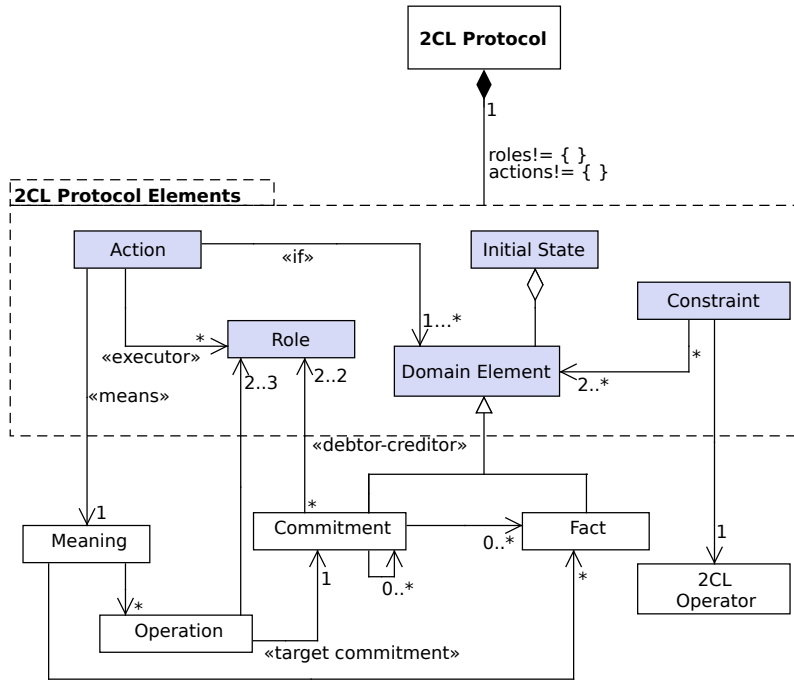 2CL Protocol
1
roles!= { }
actions!= { }
2CL Protocol Elements
Action
Initial State
«if»
Constraint
1...*
Role
*
«executor»
Domain Element
*
2..3
2..2
2..*
«means»
«debtor-creditor»
*
1
Commitment
Fact
1
Meaning
0..*
1
0..*
*
2CL
Operator
*
Operation
«target commitment»